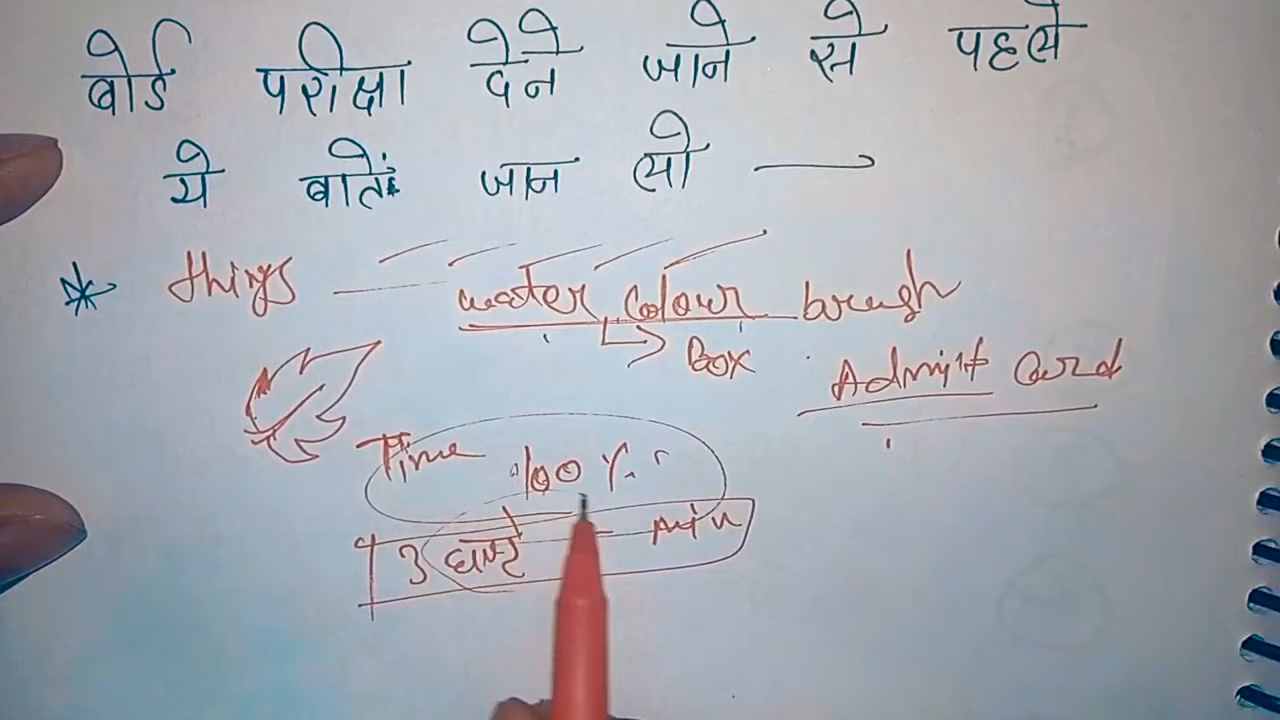 बोर्ड परीक्षा देने जाने से पहले
ये बातें जान लो —
* things — water colour brush
Box
Admit Card
Time 100 %
3 घण्टे — min